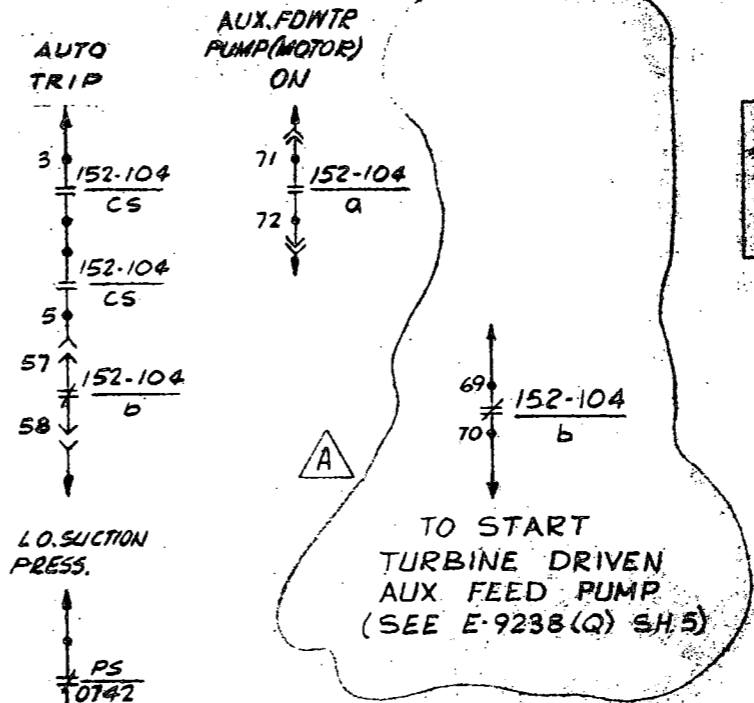 AUTO
TRIP
3
152-104
CS
152-104
CS
5
57
152-104
b
58
AUX. FDWTR
PUMP (MOTOR)
ON
71
152-104
a
72
L.O. SUCTION
PRESS.
PS
0742
A
69
152-104
b
70
TO START
TURBINE DRIVEN
AUX FEED PUMP
(SEE E-9238(Q) SH.5)